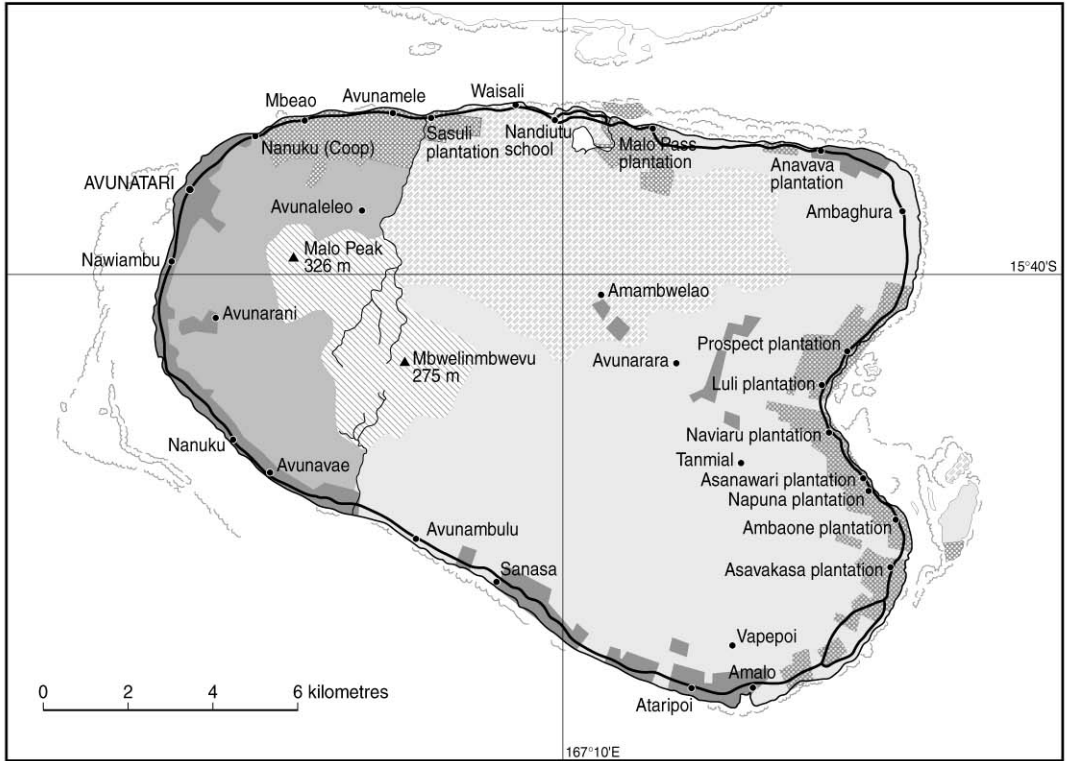 Waisali
Avunamele
Mbeao
Sasuli
plantation
Nandiutu
school
Malo Pass
plantation
Nanuku (Coop)
Anavava
plantation
AVUNATARI
Avunaleleo
Ambaghura
Malo Peak
326 m
Nawiambu
15°40'S
Amambwelao
Avunarani
Prospect plantation
Mbwelinmbwevu
275 m
Avunarara
Luli plantation
Naviaru plantation
Nanuku
Tanmial
Avunavae
Asanawari plantation
Napuna plantation
Ambaone plantation
Avunambulu
Asavakasa plantation
Sanasa
Vapepoi
Amalo
0 2 4 6 kilometres
Ataripoi
167°10'E